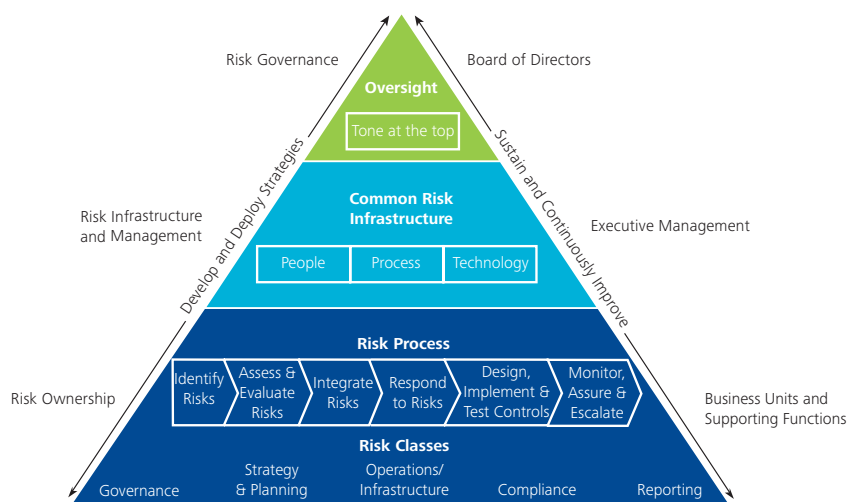 Risk Governance
Board of Directors
Oversight
Tone at the top
Develop and Deploy Strategies
Sustain and Continuously Improve
Risk Infrastructure
and Management
Common Risk
Infrastructure
Executive Management
People
Process
Technology
Risk Ownership
Risk Process
Identify
Risks
Assess &
Evaluate
Risks
Integrate
Risks
Respond
to Risks
Design,
Implement &
Test Controls
Monitor,
Assure &
Escalate
Business Units and
Supporting Functions
Risk Classes
Governance
Strategy
& Planning
Operations/
Infrastructure
Compliance
Reporting